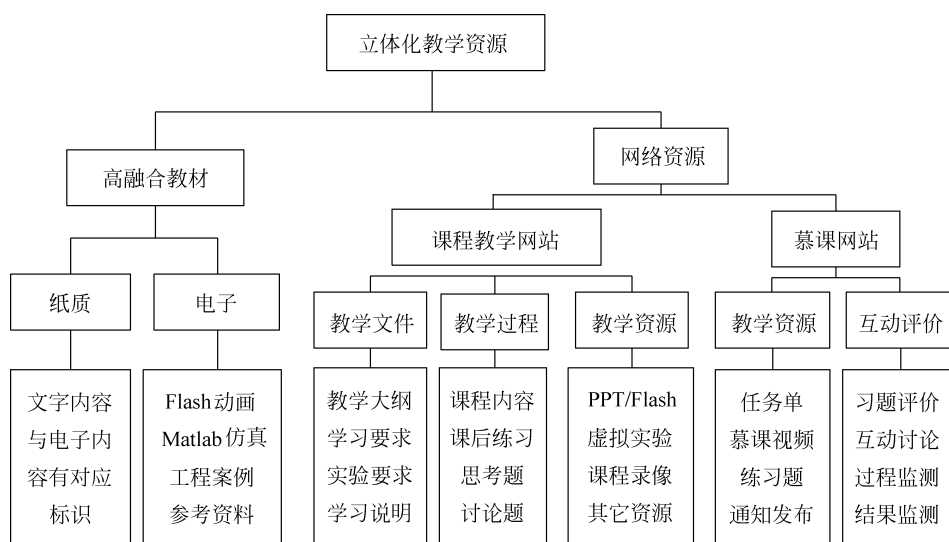 立体化教学资源
高融合教材
网络资源
课程教学网站
慕课网站
纸质
电子
教学文件
教学过程
教学资源
教学资源
互动评价
文字内容
与电子内
容有对应
标识
Flash动画
Matlab仿真
工程案例
参考资料
教学大纲
学习要求
实验要求
学习说明
课程内容
课后练习
思考题
讨论题
PPT/Flash
虚拟实验
课程录像
其它资源
任务单
慕课视频
练习题
通知发布
习题评价
互动讨论
过程监测
结果监测